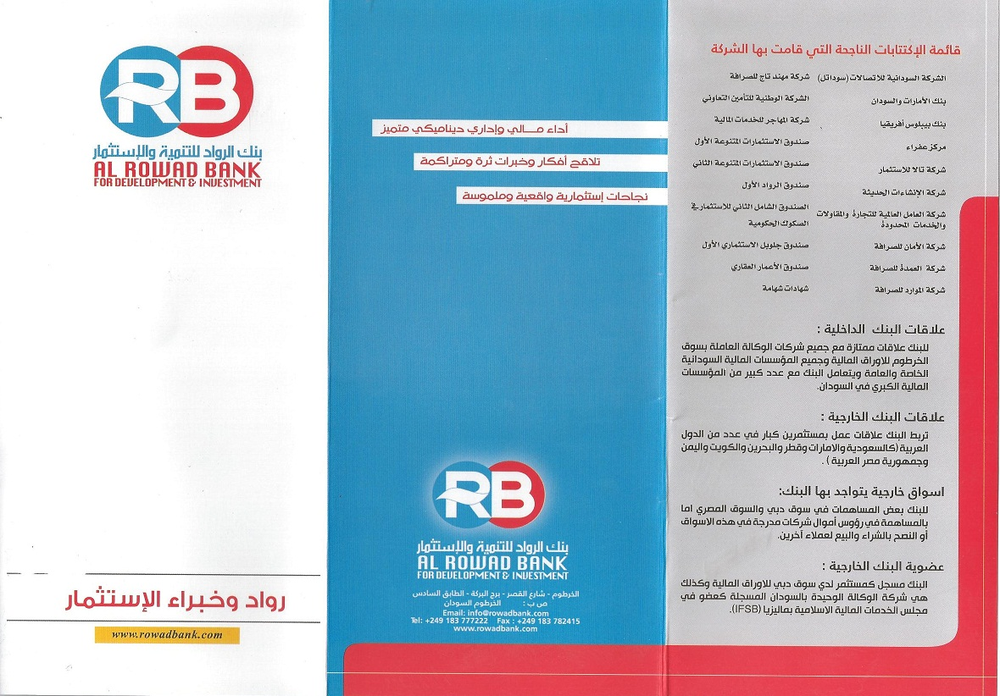 RB
بنك الرواد للتنمية والإستثمار
AL ROWAD BANK
FOR DEVELOPMENT & INVESTMENT
رواد وخبراء الإستثمار
www.rowadbank.com
أداء مـــالي وإداري ديناميكي متميز
تلاقح أفكار وخبرات ثرة ومتراكمة
نجاحات إستثمارية واقعية وملموسة
RB
بنك الرواد للتنمية والإستثمار
AL ROWAD BANK
FOR DEVELOPMENT & INVESTMENT
الخرطوم - شارع القصر - برج البركة - الطابق السادس
ص ب : الخرطوم السودان
Email: info@rowadbank.com
Tel: +249 183 777222 Fax : +249 183 782415
www.rowadbank.com
قائمة الإكتتابات الناجحة التي قامت بها الشركة
الشركة السودانية للاتصالات (سوداتل)
بنك الأمارات والسودان
بنك بيبلوس أفريقيا
مركز عفراء
شركة تالا للاستثمار
شركة الإنشاءات الحديثة
شركة العامل العالمية للتجارة والمقاولات
والخدمات المحدودة
شركة الأمان للصرافة
شركة العمدة للصرافة
شركة الموارد للصرافة
شركة مهند تاج للصرافة
الشركة الوطنية للتأمين التعاوني
شركة المهاجر للخدمات المالية
صندوق الاستثمارات المتنوعة الأول
صندوق الاستثمارات المتنوعة الثاني
صندوق الرواد الأول
الصندوق الشامل الثاني للاستثمار في
الصكوك الحكومية
صندوق جلوبل الاستثماري الأول
صندوق الأعمار العقاري
شهادات شهامة
علاقات البنك الداخلية :
للبنك علاقات ممتازة مع جميع شركات الوكالة العاملة بسوق
الخرطوم للاوراق المالية وجميع المؤسسات المالية السودانية
الخاصة والعامة ويتعامل البنك مع عدد كبير من المؤسسات
المالية الكبري في السودان.
علاقات البنك الخارجية :
تربط البنك علاقات عمل بمستثمرين كبار في عدد من الدول
العربية (كالسعودية والامارات وقطر والبحرين والكويت واليمن
وجمهورية مصر العربية ) .
اسواق خارجية يتواجد بها البنك:
للبنك بعض المساهمات في سوق دبي والسوق المصري اما
بالمساهمة في رؤوس أموال شركات مدرجة في هذه الاسواق
أو النصح بالشراء والبيع لعملاء آخرين.
عضوية البنك الخارجية :
البنك مسجل كمستثمر لدي سوق دبي للاوراق المالية وكذلك
هي شركة الوكالة الوحيدة بالسودان المسجلة كعضو في
مجلس الخدمات المالية الاسلامية بماليزيا (IFSB).